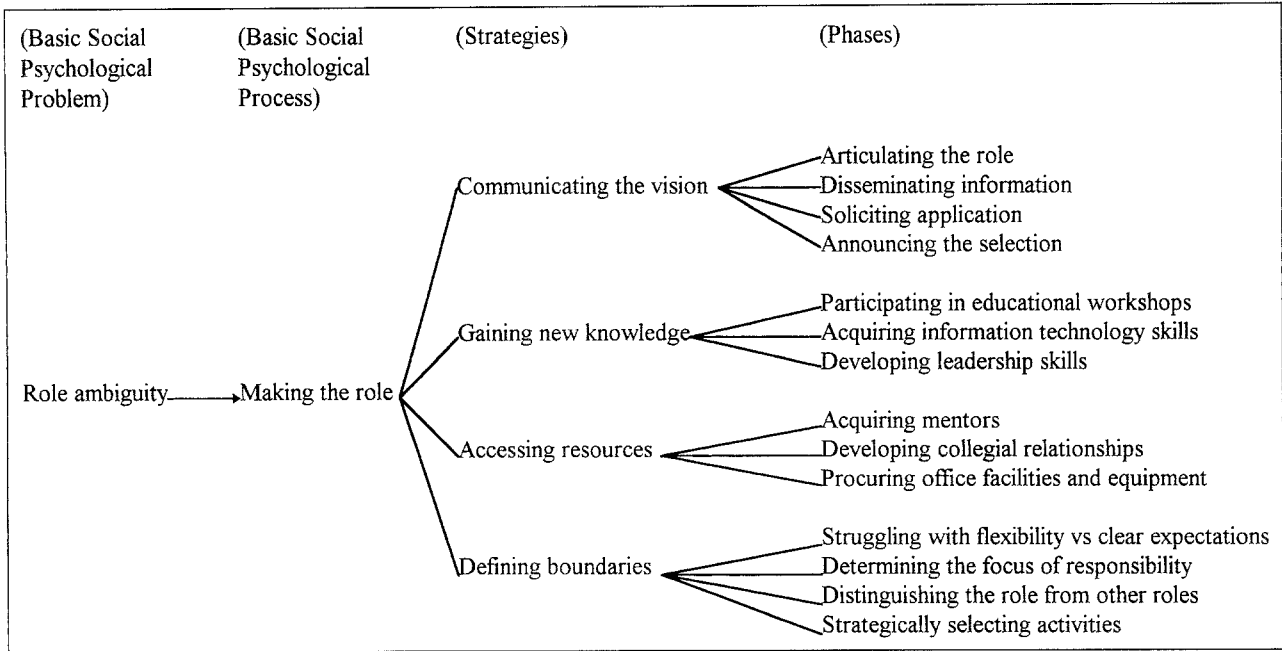 (Basic Social
Psychological
Problem)
(Basic Social
Psychological
Process)
(Strategies)
(Phases)
Role ambiguity
Making the role
Communicating the vision
Articulating the role
Disseminating information
Soliciting application
Announcing the selection
Gaining new knowledge
Participating in educational workshops
Acquiring information technology skills
Developing leadership skills
Accessing resources
Acquiring mentors
Developing collegial relationships
Procuring office facilities and equipment
Defining boundaries
Struggling with flexibility vs clear expectations
Determining the focus of responsibility
Distinguishing the role from other roles
Strategically selecting activities